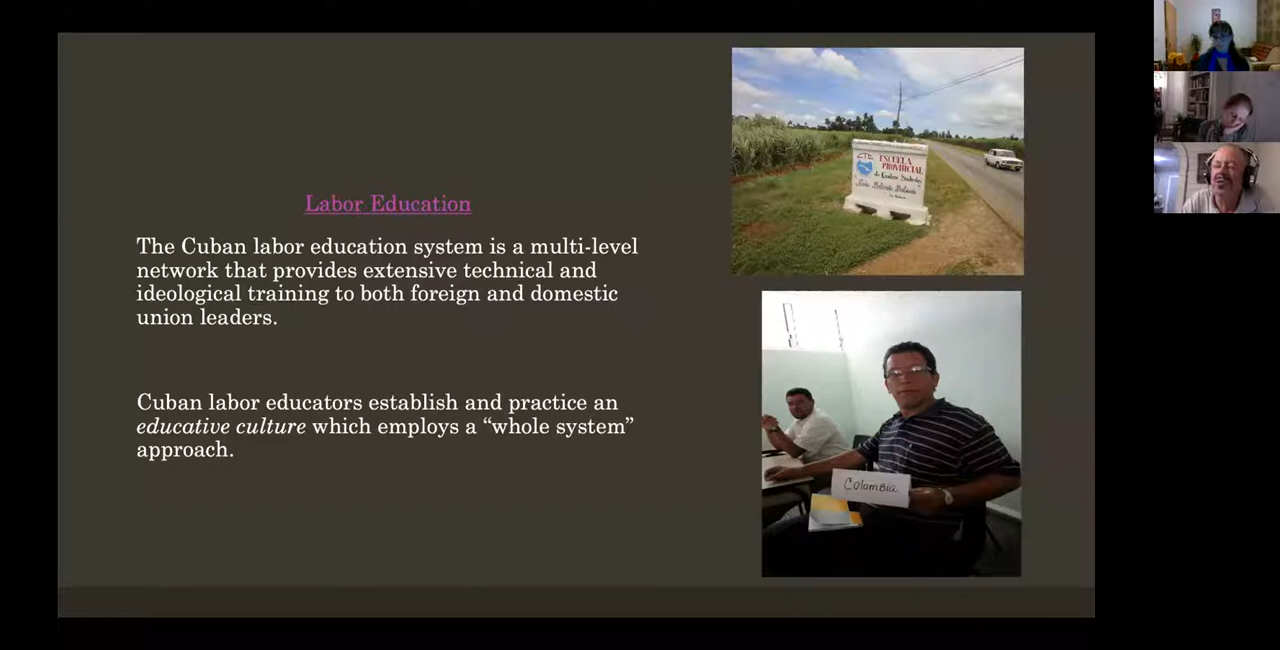 Labor Education
The Cuban labor education system is a multi-level
network that provides extensive technical and
ideological training to both foreign and domestic
union leaders.
Cuban labor educators establish and practice an
educative culture which employs a “whole system”
approach.
CTC
ESCUELA
PROVINCIAL
Colombia